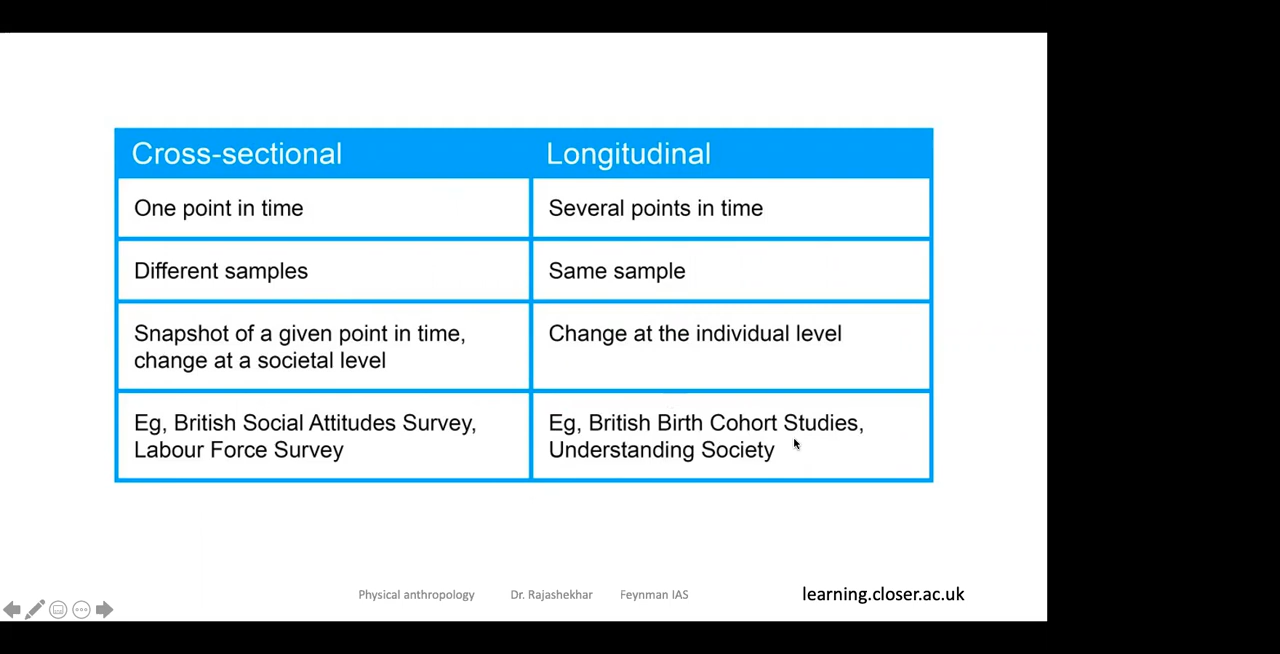 Cross-sectional Longitudinal
One point in time Several points in time
Different samples Same sample
Snapshot of a given point in time, Change at the individual level
change at a societal level
Eg, British Social Attitudes Survey, Eg, British Birth Cohort Studies,
Labour Force Survey Understanding Society
Physical anthropology Dr. Rajashekhar Feynman IAS learning.closer.ac.uk